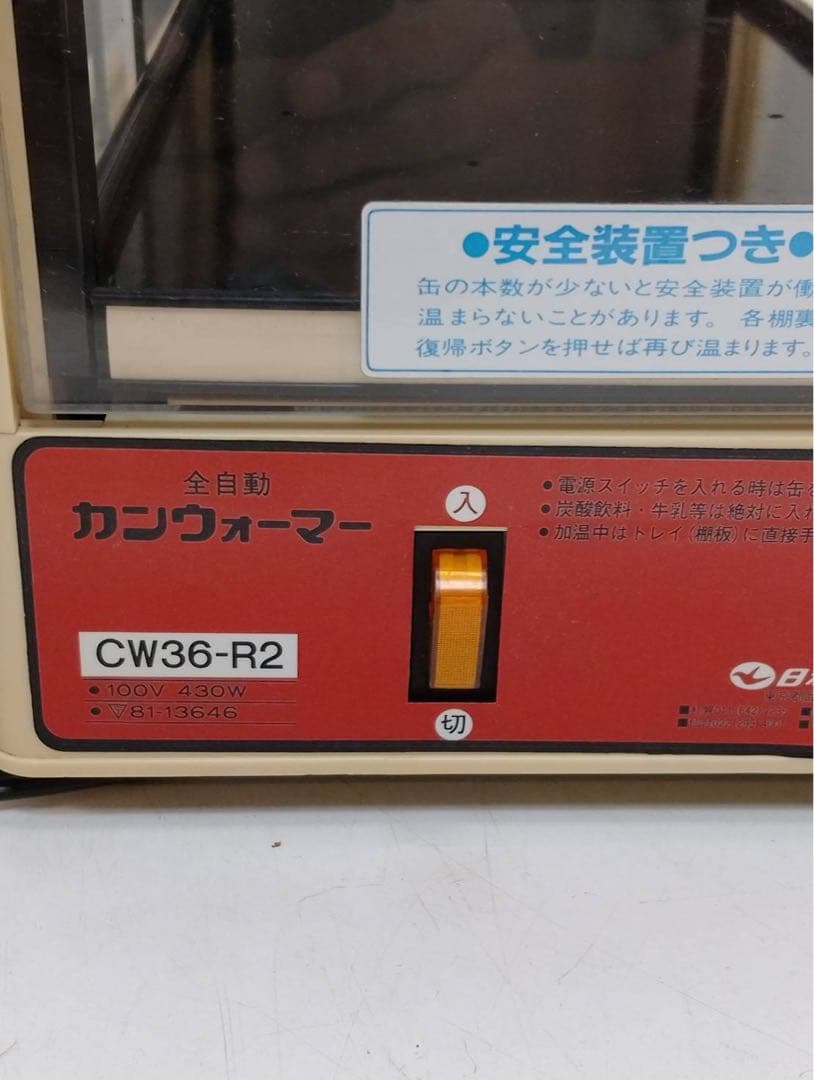 ●安全装置つき●
缶の本数が少ないと安全装置が働
温まらないことがあります。 各棚裏
復帰ボタンを押せば再び温まります。
全自動
カンウォーマー
入
切
●電源スイッチを入れる時は缶を
●炭酸飲料・牛乳等は絶対に入れ
●加温中はトレイ(棚板)に直接手
CW36-R2
●100V 430W
●▽81-13646
日